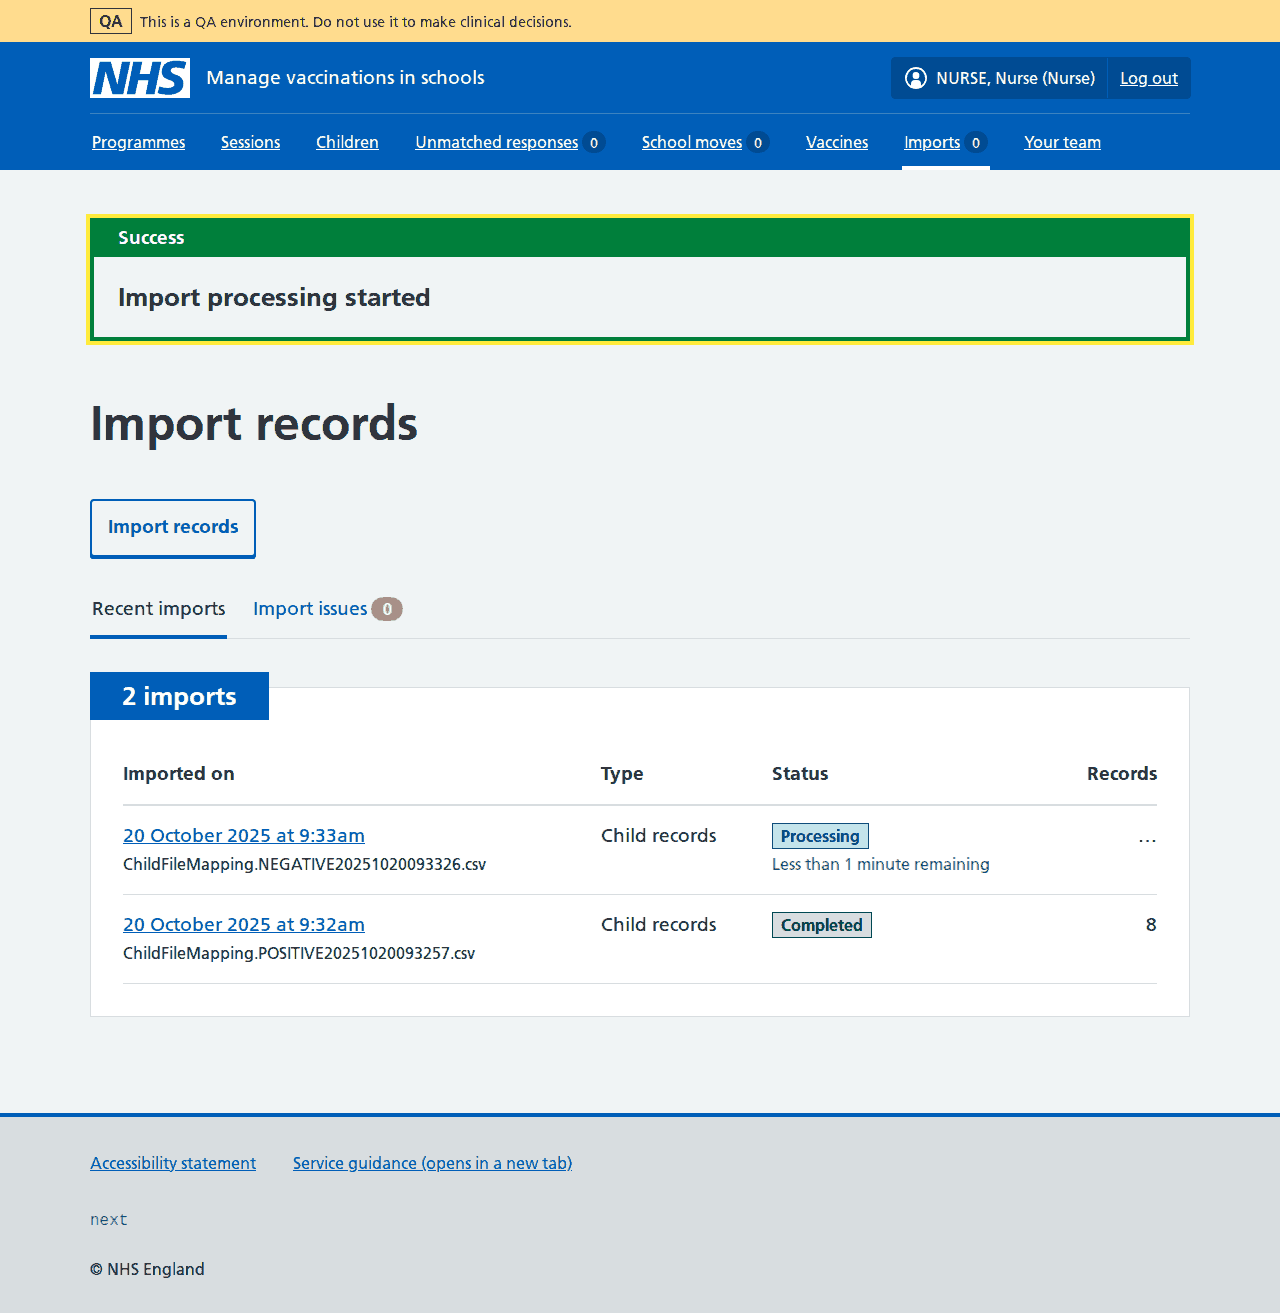 QA This is a QA environment. Do not use it to make clinical decisions.
NHS Manage vaccinations in schools NURSE, Nurse (Nurse) Log out
Programmes Sessions Children Unmatched responses 0 School moves 0 Vaccines Imports 0 Your team
Success
Import processing started
Import records
Import records
Recent imports Import issues 0
2 imports
Imported on Type Status Records
20 October 2025 at 9:33am Child records Processing ...
ChildFileMapping.NEGATIVE20251020093326.csv Less than 1 minute remaining
20 October 2025 at 9:32am Child records Completed 8
ChildFileMapping.POSITIVE20251020093257.csv
Accessibility statement Service guidance (opens in a new tab)
next
© NHS England